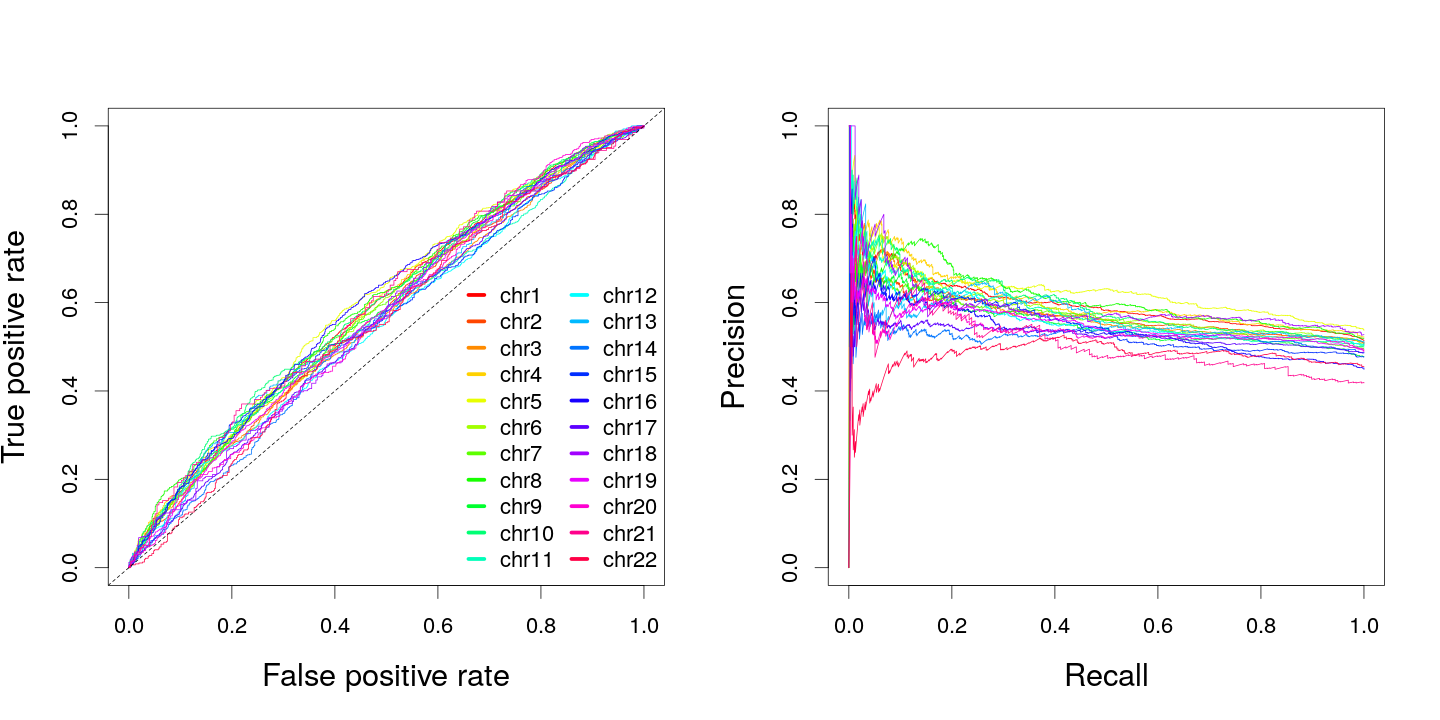 True positive rate
1.0
0.8
0.6
0.4
0.2
0.0
chr1 chr12
chr2 chr13
chr3 chr14
chr4 chr15
chr5 chr16
chr6 chr17
chr7 chr18
chr8 chr19
chr9 chr20
chr10 chr21
chr11 chr22
0.0 0.2 0.4 0.6 0.8 1.0
False positive rate
Precision
1.0
0.8
0.6
0.4
0.2
0.0
0.0 0.2 0.4 0.6 0.8 1.0
Recall